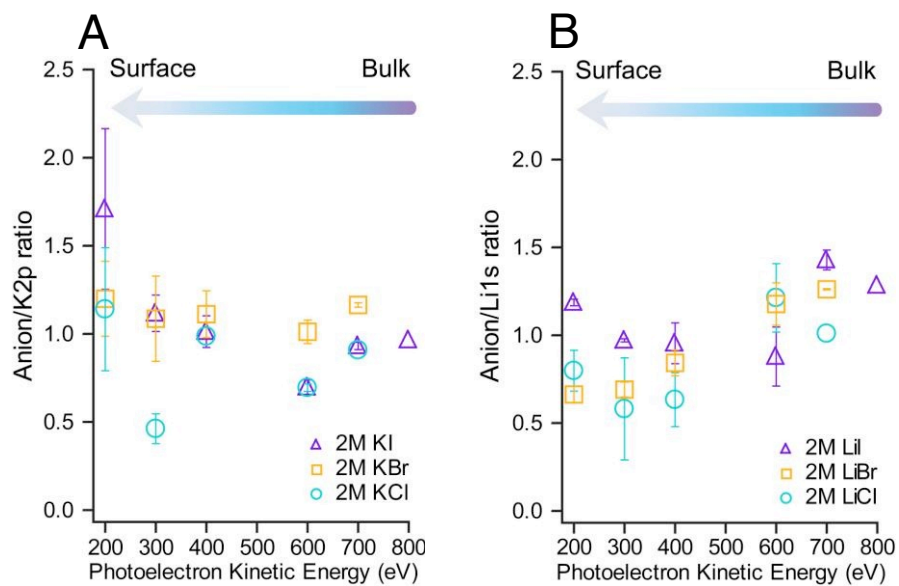 A
2.5
Surface Bulk
2.0
1.5
1.0
0.5
0.0
Anion/K2p ratio
2M KI
2M KBr
2M KCl
200 300 400 500 600 700 800
Photoelectron Kinetic Energy (eV)
B
2.5
Surface Bulk
2.0
1.5
1.0
0.5
0.0
Anion/Li1s ratio
2M LiI
2M LiBr
2M LiCl
200 300 400 500 600 700 800
Photoelectron Kinetic Energy (eV)